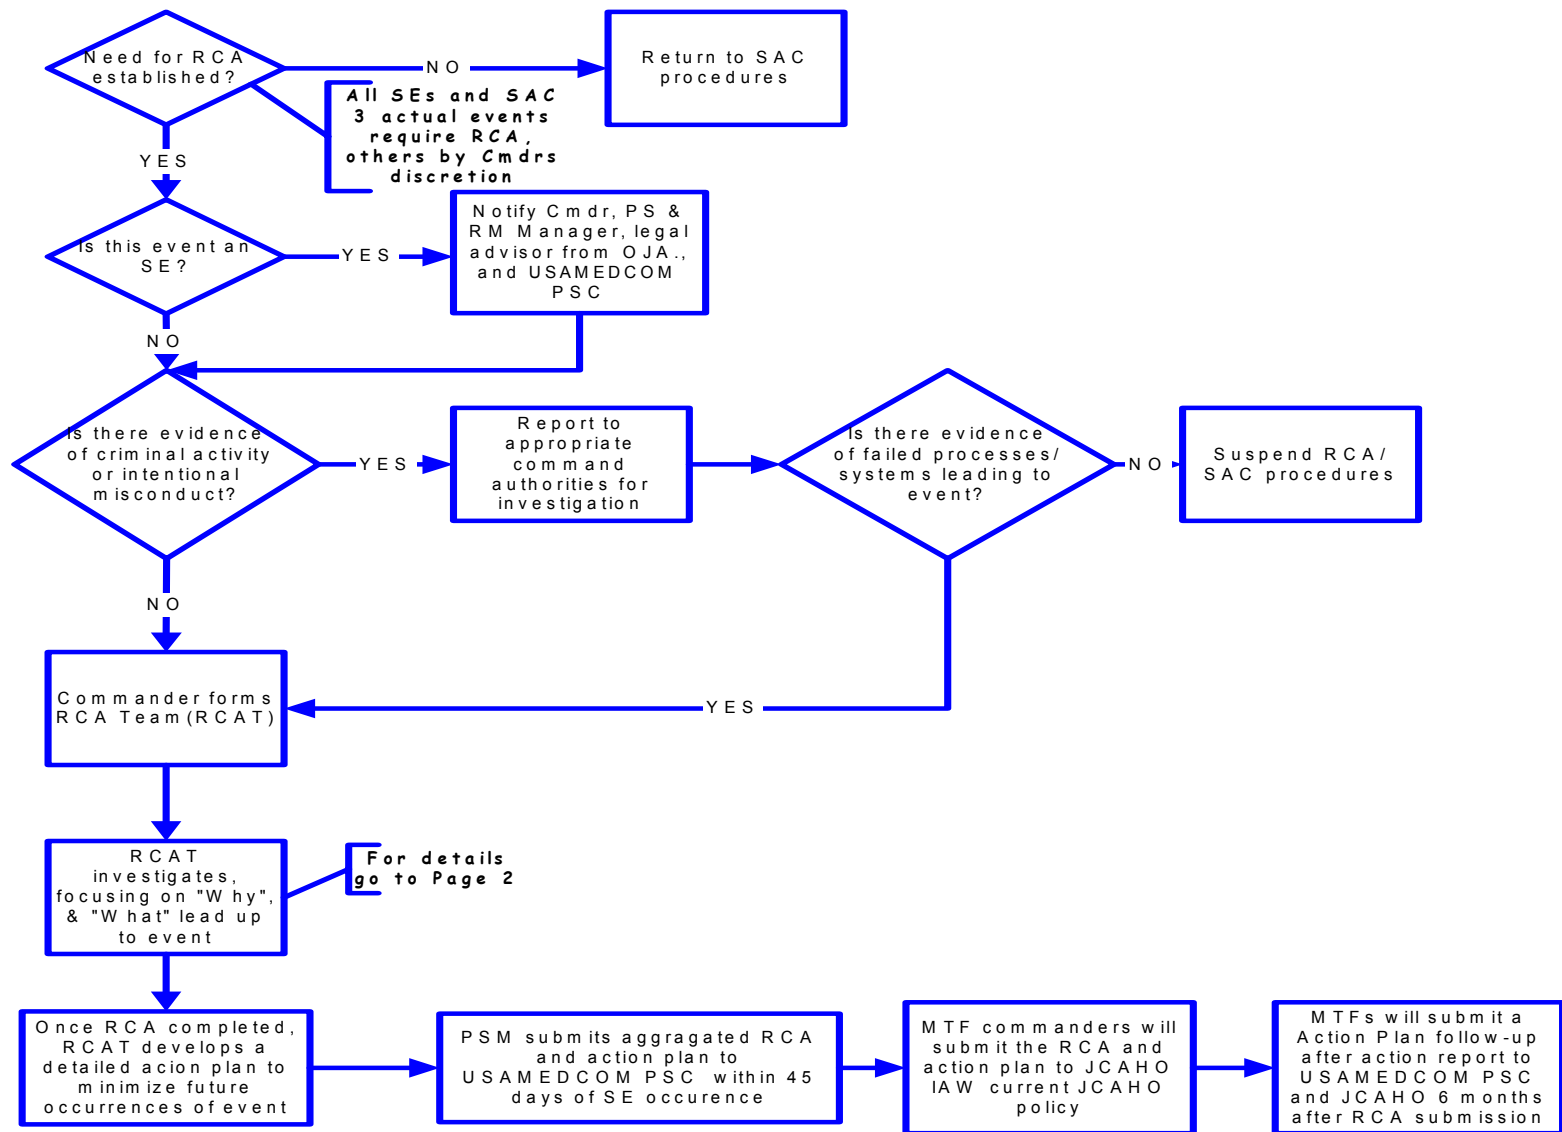 Need for RCA
established?
NO
Return to SAC
procedures
All SEs and SAC
3 actual events
require RCA,
others by Cmdrs
discretion
YES
Is this event an
SE?
YES
Notify Cmdr, PS &
RM Manager, legal
advisor from OJA.,
and USAMEDCOM
PSC
NO
Is there evidence
of criminal activity
or intentional
misconduct?
YES
Report to
appropriate
command
authorities for
investigation
Is there evidence
of failed processes/
systems leading to
event?
NO
Suspend RCA/
SAC procedures
NO
Commander forms
RCA Team (RCAT)
YES
RCAT
investigates,
focusing on "Why",
& "What" lead up
to event
For details
go to Page 2
Once RCA completed,
RCAT develops a
detailed acion plan to
minimize future
occurrences of event
PSM submits aggragated RCA
and action plan to
USAMEDCOM PSC within 45
days of SE occurence
MTF commanders will
submit the RCA and
action plan to JCAHO
IAW current JCAHO
policy
MTFs will submit a
Action Plan follow-up
after action report to
USAMEDCOM PSC
and JCAHO 6 months
after RCA submission